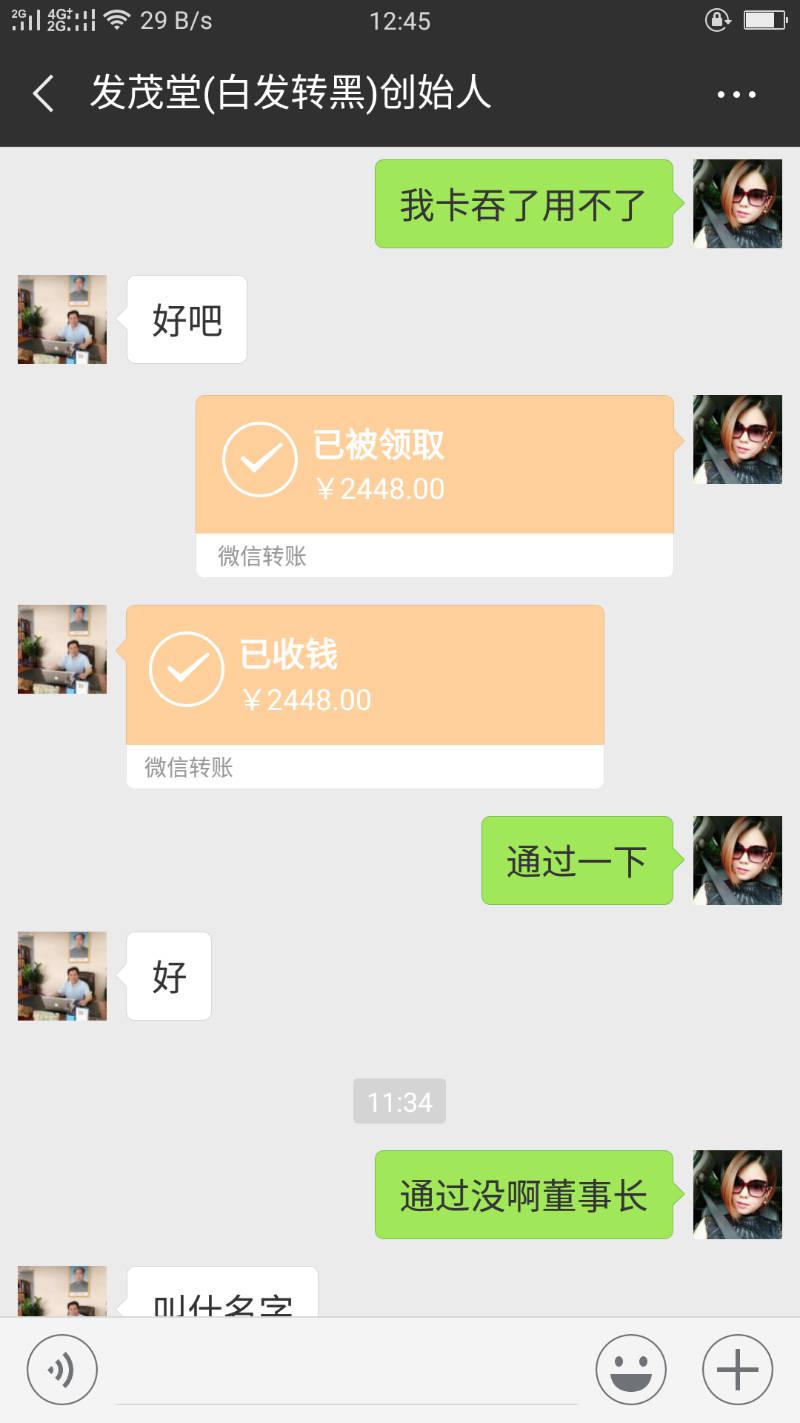 2G 4G+ 2G 29 B/s 12:45
发茂堂(白发转黑)创始人
我卡吞了用不了
好吧
已被领取
￥2448.00
微信转账
已收钱
￥2448.00
微信转账
通过一下
好
11:34
通过没啊董事长
叫什名字